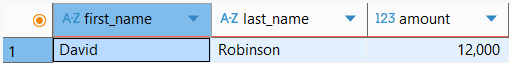 A-Z first_name A-Z last_name 123 amount
1 David Robinson 12,000